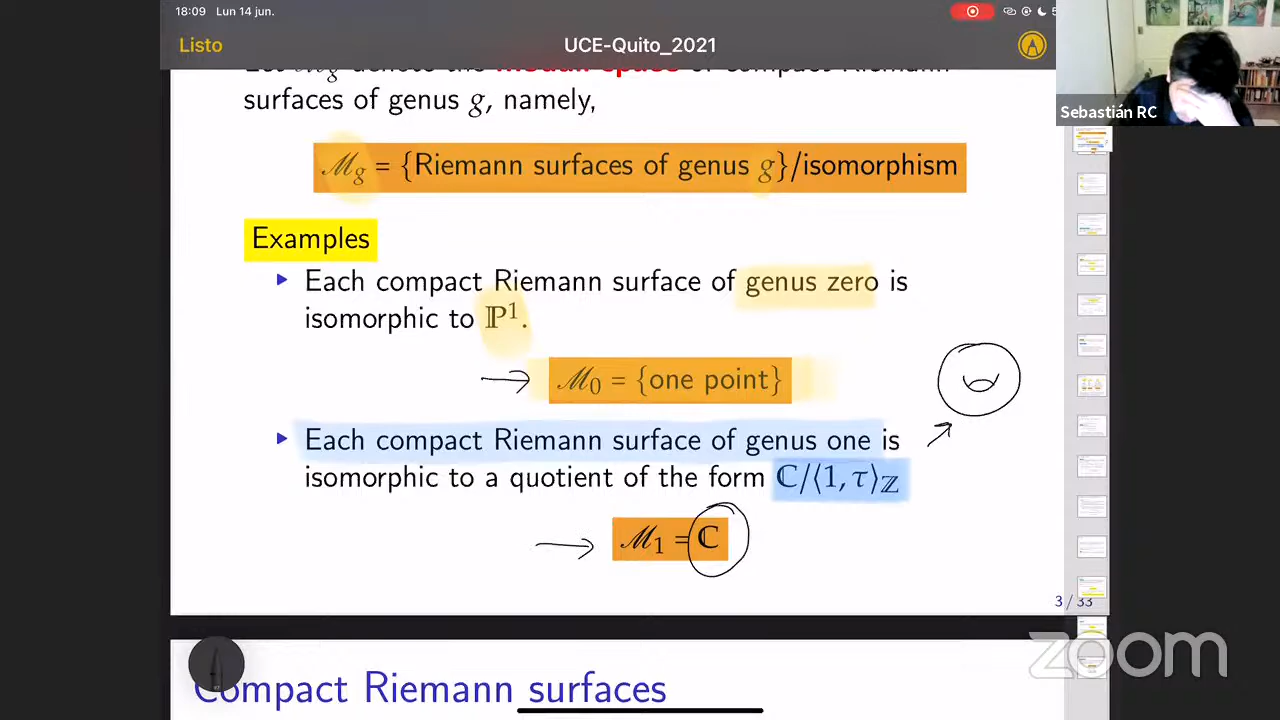 18:09 Lun 14 jun.
Listo
UCE-Quito_2021
Sebastián RC
surfaces of genus g, namely,
ℳg = {Riemann surfaces of genus g}/isomorphism
Examples
▸ Each compact Riemann surface of genus zero is
isomorphic to ℙ¹.
→ ℳ₀ = {one point}
▸ Each compact Riemann surface of genus one is
isomorphic to a quotient of the form ℂ/⟨1, τ⟩ℤ
→ ℳ₁ = ℂ
3 / 33
zoom
Compact Riemann surfaces